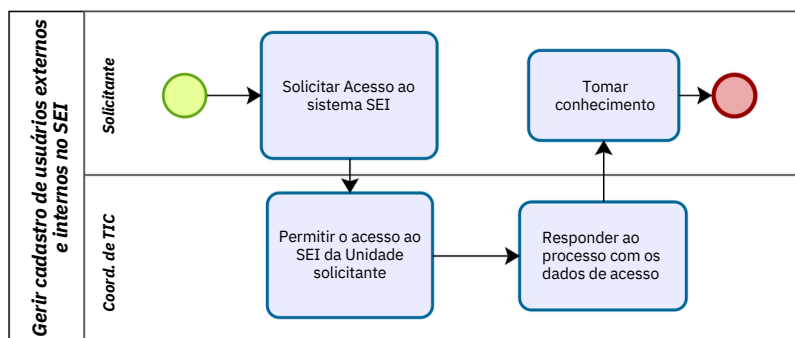 Gerir cadastro de usuários externos
e internos no SEI
Solicitante
Solicitar Acesso ao
sistema SEI
Tomar
conhecimento
Coord. de TIC
Permitir o acesso ao
SEI da Unidade
solicitante
Responder ao
processo com os
dados de acesso